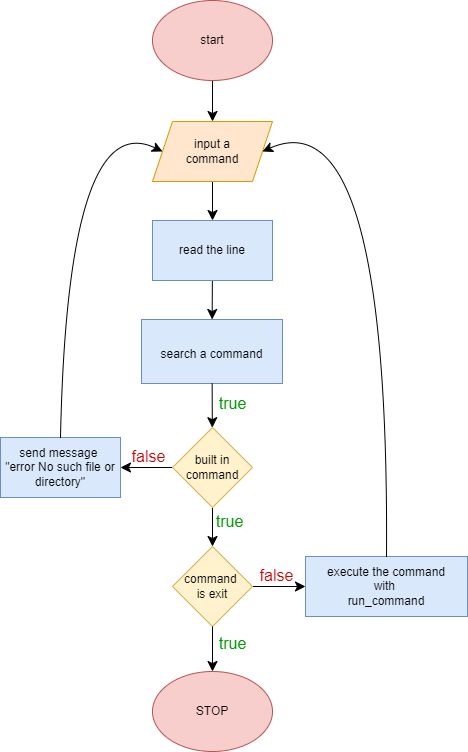 start
input a
command
read the line
search a command
true
built in
command
false
send message
"error No such file or
directory"
true
command
is exit
false
execute the command
with
run_command
true
STOP